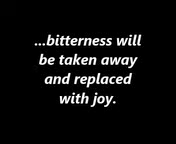 ...bitterness will
be taken away
and replaced
with joy.